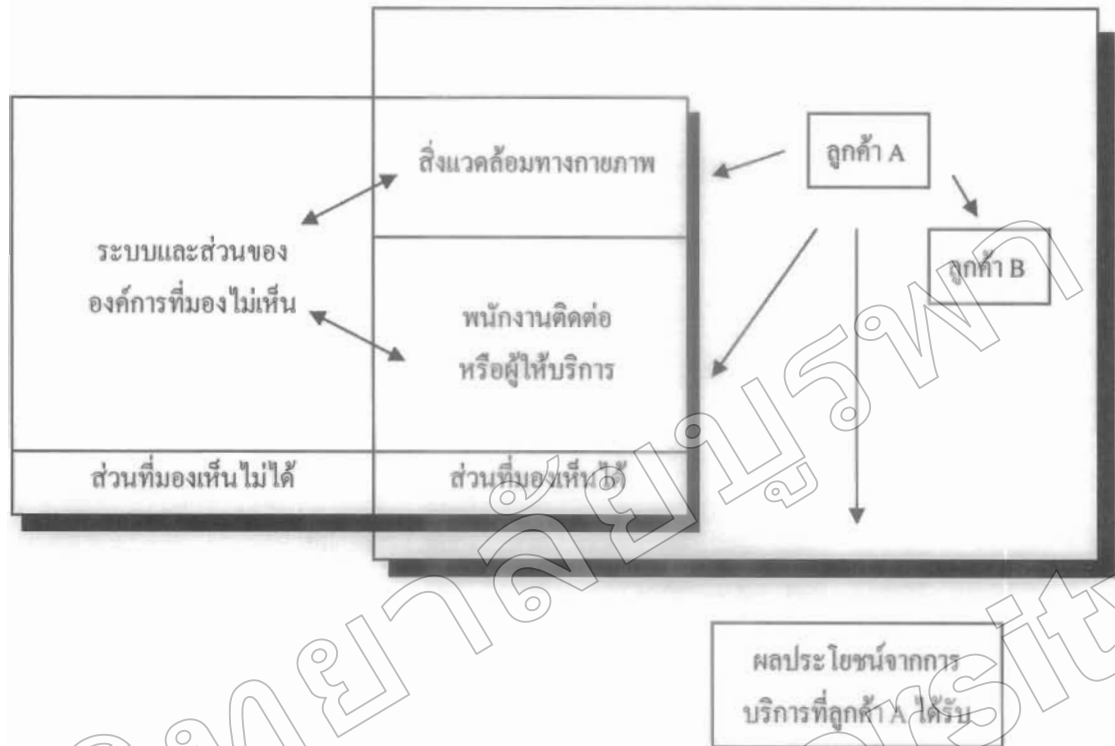 สิ่งแวดล้อมทางกายภาพ
ลูกค้า A
ระบบและส่วนของ
องค์การที่มองไม่เห็น
ลูกค้า B
พนักงานติดต่อ
หรือผู้ให้บริการ
ส่วนที่มองเห็นไม่ได้
ส่วนที่มองเห็นได้
ผลประโยชน์จากการ
บริการที่ลูกค้า A ได้รับ